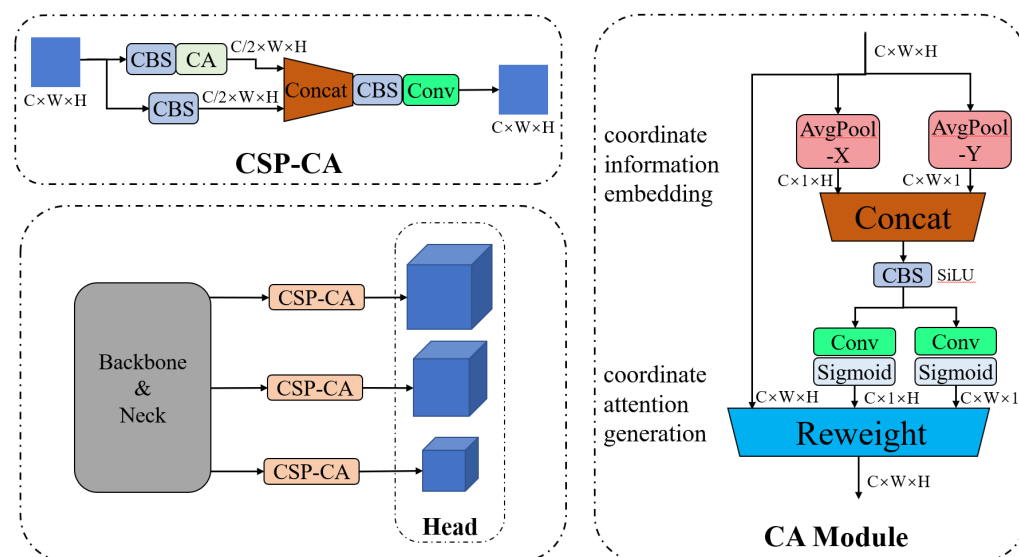 C×W×H
CBS
CA
C/2×W×H
CBS
C/2×W×H
Concat
CBS
Conv
C×W×H
CSP-CA
Backbone
&
Neck
CSP-CA
CSP-CA
CSP-CA
Head
C×W×H
coordinate
information
embedding
AvgPool
-X
AvgPool
-Y
C×1×H
C×W×1
Concat
CBS
SiLU
Conv
Sigmoid
Conv
Sigmoid
coordinate
attention
generation
C×W×H
C×1×H
C×W×1
Reweight
C×W×H
CA Module